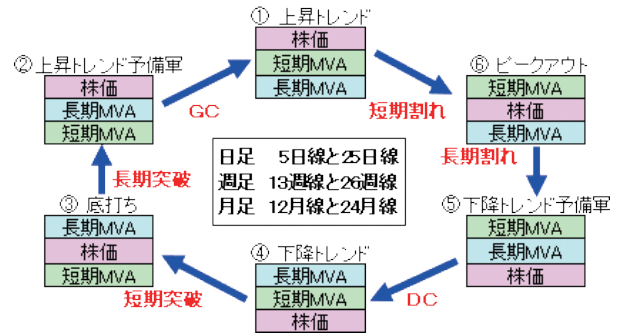 ① 上昇トレンド
株価
短期MVA
長期MVA
② 上昇トレンド予備軍
株価
長期MVA
短期MVA
GC
短期割れ
⑥ ピークアウト
短期MVA
株価
長期MVA
長期割れ
日足 5日線と25日線
週足 13週線と26週線
月足 12月線と24月線
長期突破
③ 底打ち
長期MVA
株価
短期MVA
短期突破
④ 下降トレンド
長期MVA
短期MVA
株価
DC
⑤下降トレンド予備軍
短期MVA
長期MVA
株価